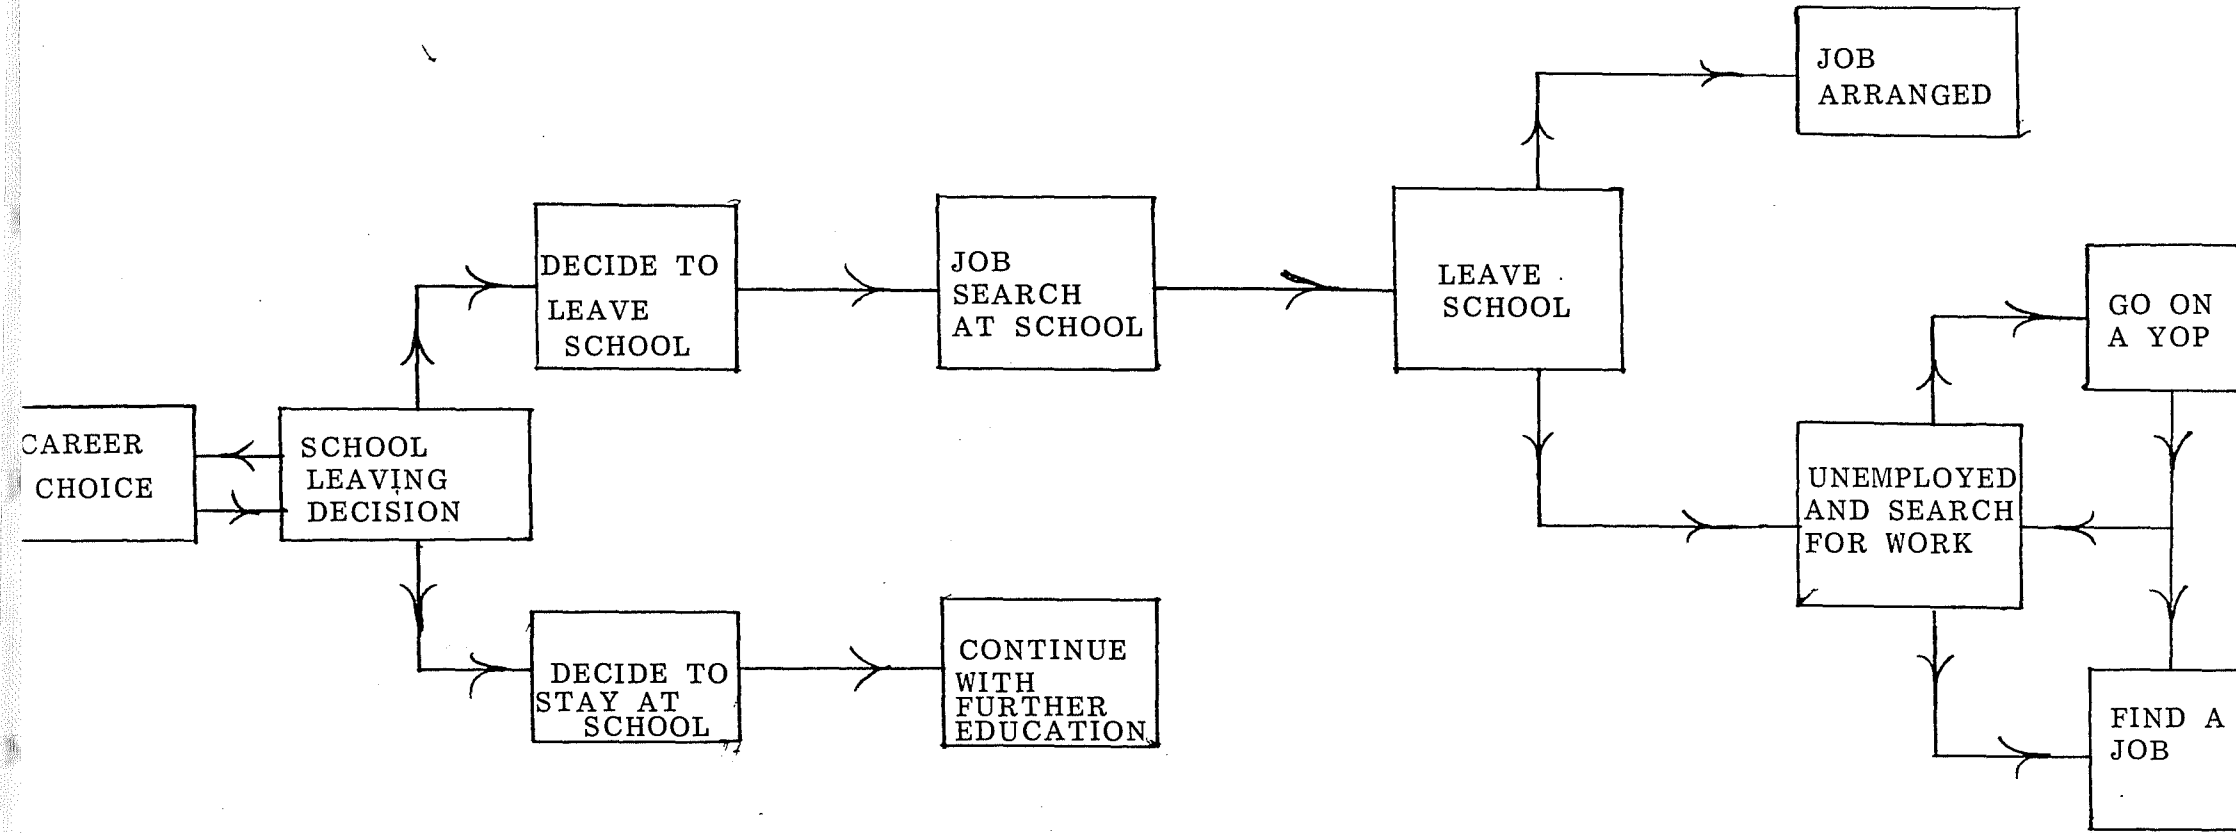 CAREER
CHOICE
SCHOOL
LEAVING
DECISION
DECIDE TO
LEAVE
SCHOOL
JOB
SEARCH
AT SCHOOL
LEAVE
SCHOOL
JOB
ARRANGED
DECIDE TO
STAY AT
SCHOOL
CONTINUE
WITH
FURTHER
EDUCATION
UNEMPLOYED
AND SEARCH
FOR WORK
GO ON
A YOP
FIND A
JOB